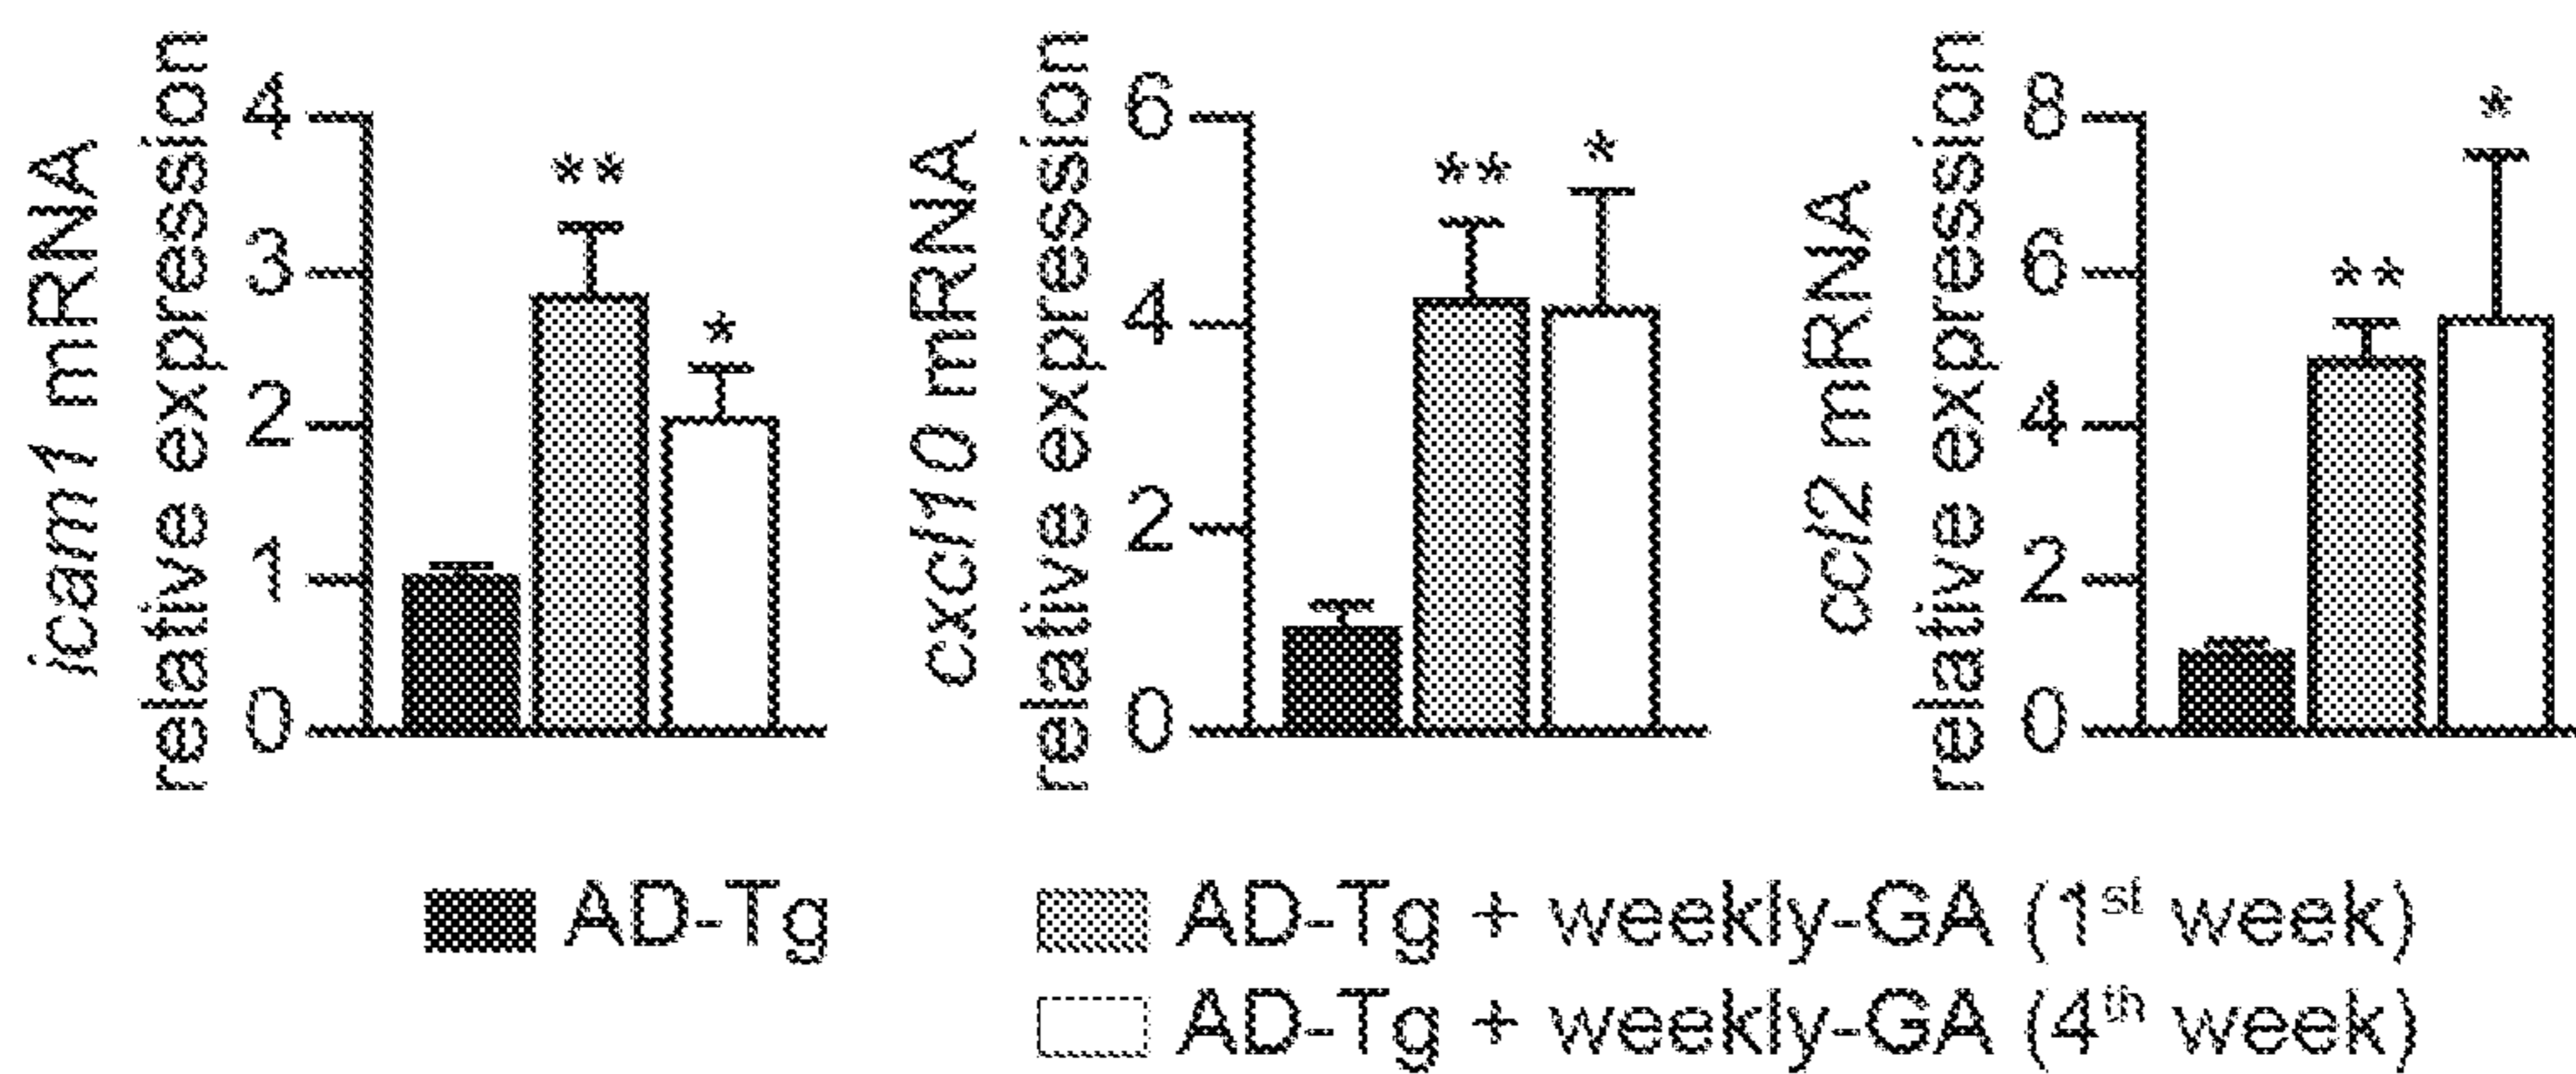 icam1 mRNA
relative expression
4
3
2
1
0
**
*
cxcl10 mRNA
relative expression
6
4
2
0
**
*
ccl2 mRNA
relative expression
8
6
4
2
0
**
*
AD-Tg
AD-Tg + weekly-GA (1st week)
AD-Tg + weekly-GA (4th week)